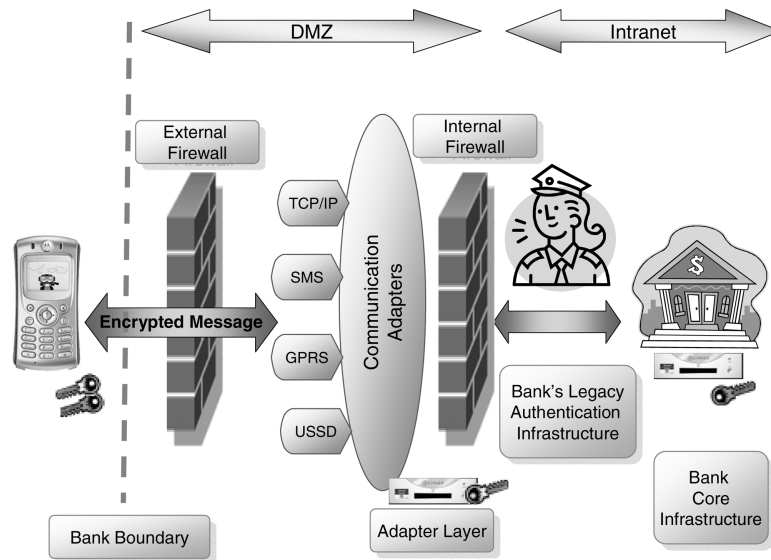 DMZ
Intranet
External
Firewall
Internal
Firewall
TCP/IP
SMS
GPRS
USSD
Communication
Adapters
$
Encrypted Message
Bank's Legacy
Authentication
Infrastructure
Bank
Core
Infrastructure
Bank Boundary
Adapter Layer